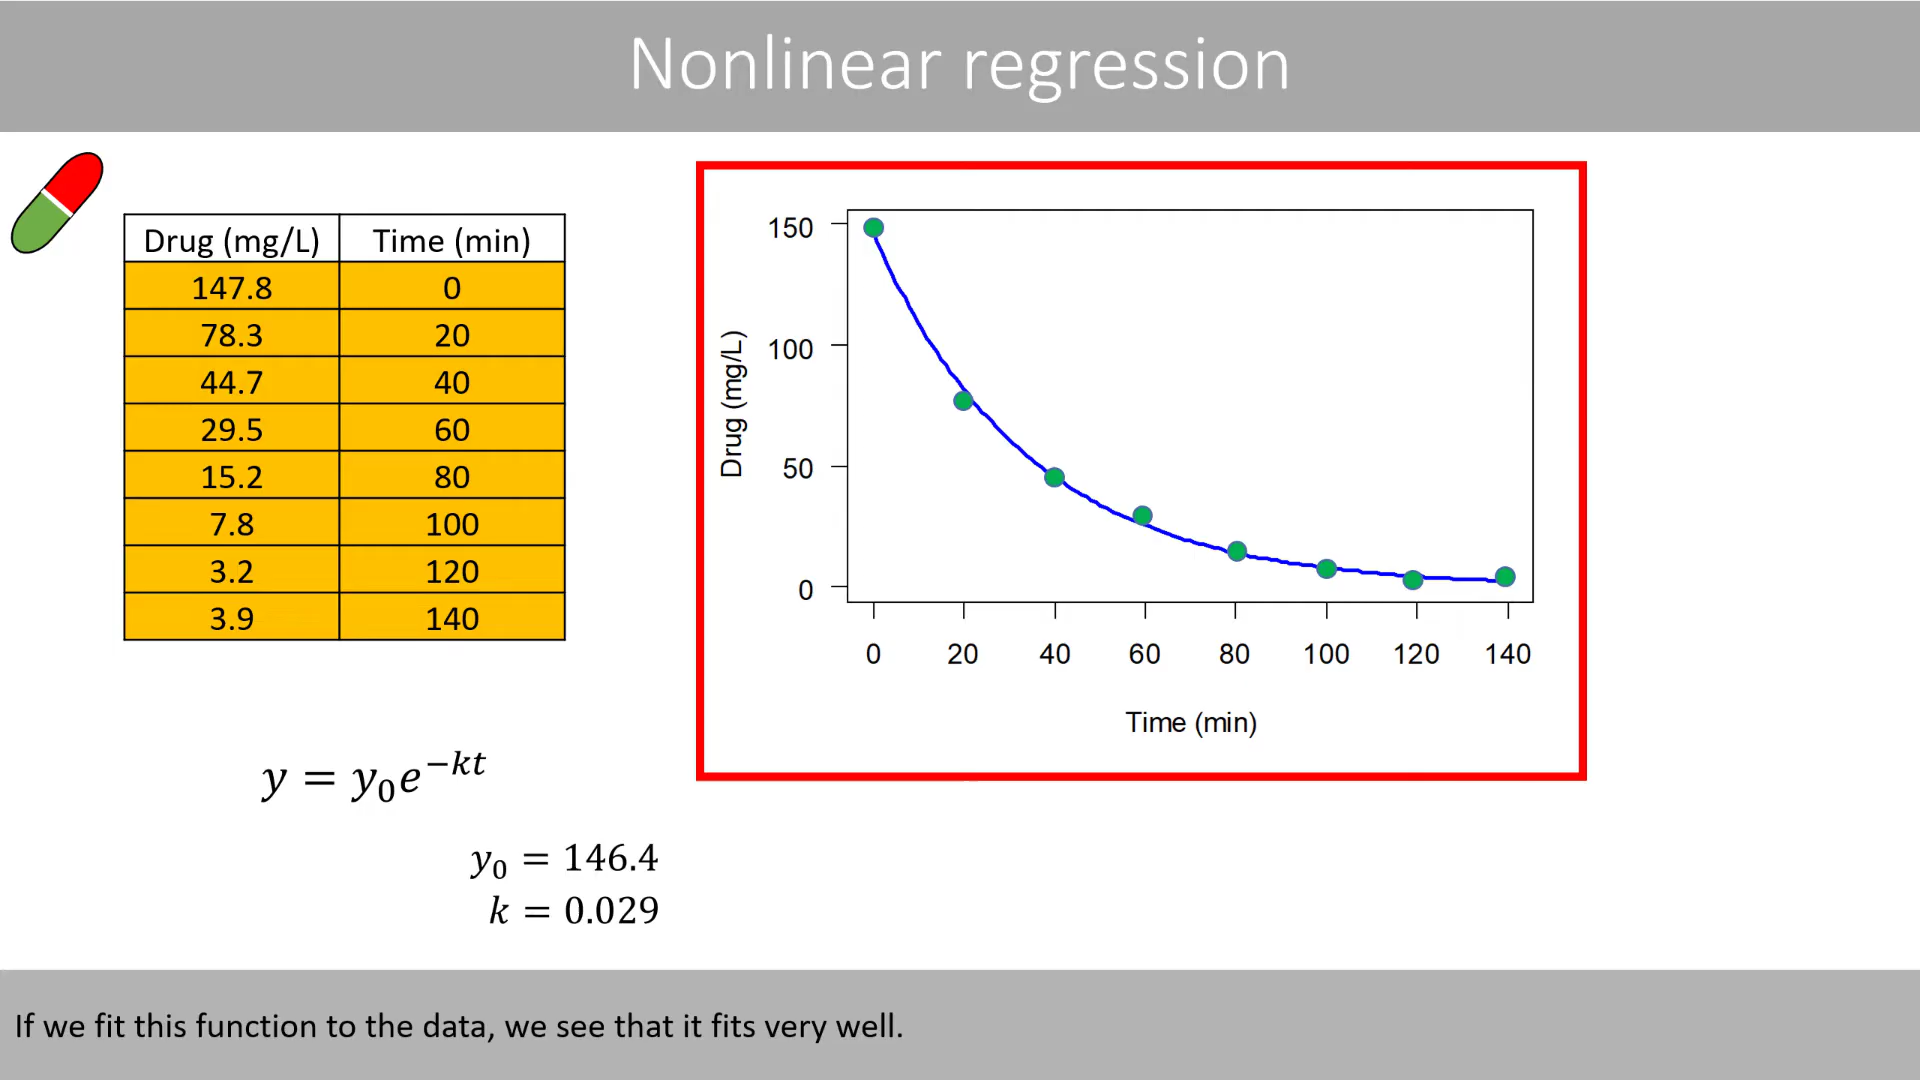 Nonlinear regression
Drug (mg/L) Time (min)
147.8 0
78.3 20
44.7 40
29.5 60
15.2 80
7.8 100
3.2 120
3.9 140
y = y₀e^{−kt}
y₀ = 146.4
k = 0.029
Drug (mg/L)
150
100
50
0
0 20 40 60 80 100 120 140
Time (min)
If we fit this function to the data, we see that it fits very well.